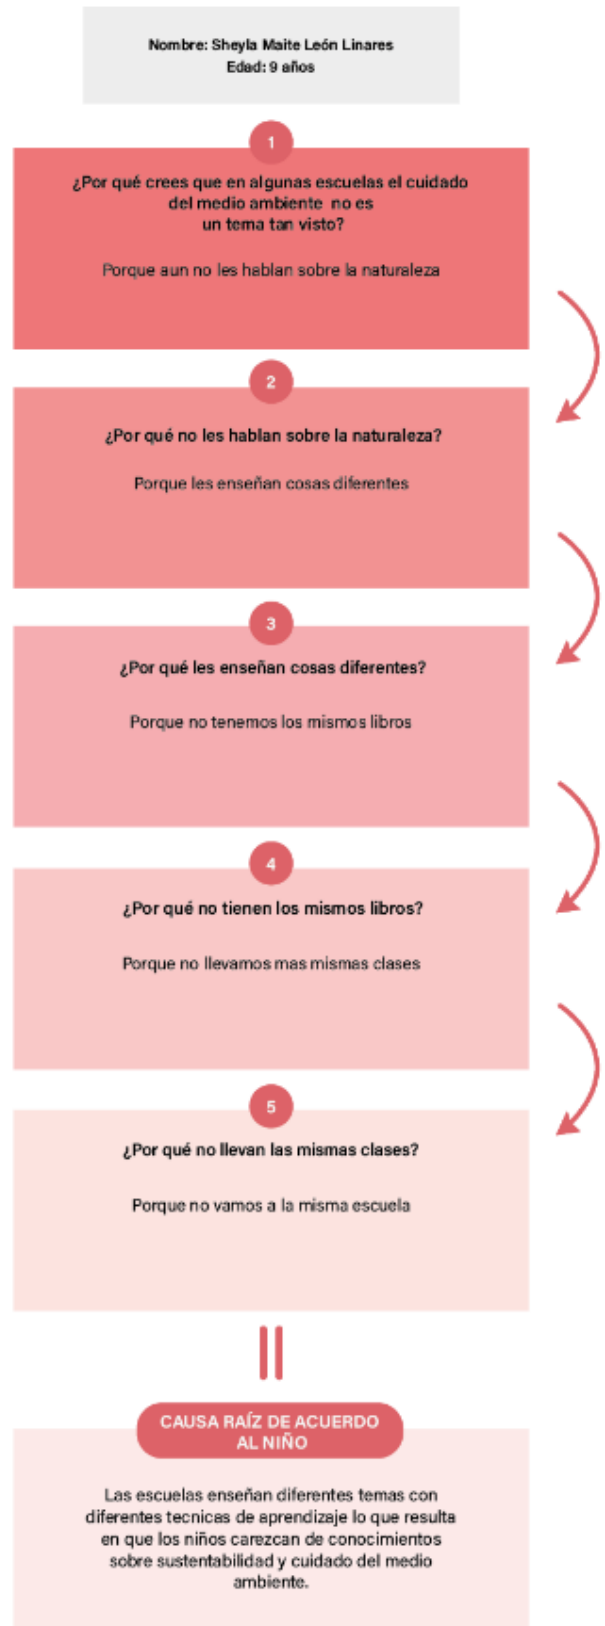 Nombre: Sheyla Maite León Linares
Edad: 9 años
1
¿Por qué crees que en algunas escuelas el cuidado
del medio ambiente no es
un tema tan visto?
Porque aun no les hablan sobre la naturaleza
2
¿Por qué no les hablan sobre la naturaleza?
Porque les enseñan cosas diferentes
3
¿Por qué les enseñan cosas diferentes?
Porque no tenemos los mismos libros
4
¿Por qué no tienen los mismos libros?
Porque no llevamos mas mismas clases
5
¿Por qué no llevan las mismas clases?
Porque no vamos a la misma escuela
CAUSA RAÍZ DE ACUERDO
AL NIÑO
Las escuelas enseñan diferentes temas con
diferentes tecnicas de aprendizaje lo que resulta
en que los niños carezcan de conocimientos
sobre sustentabilidad y cuidado del medio
ambiente.